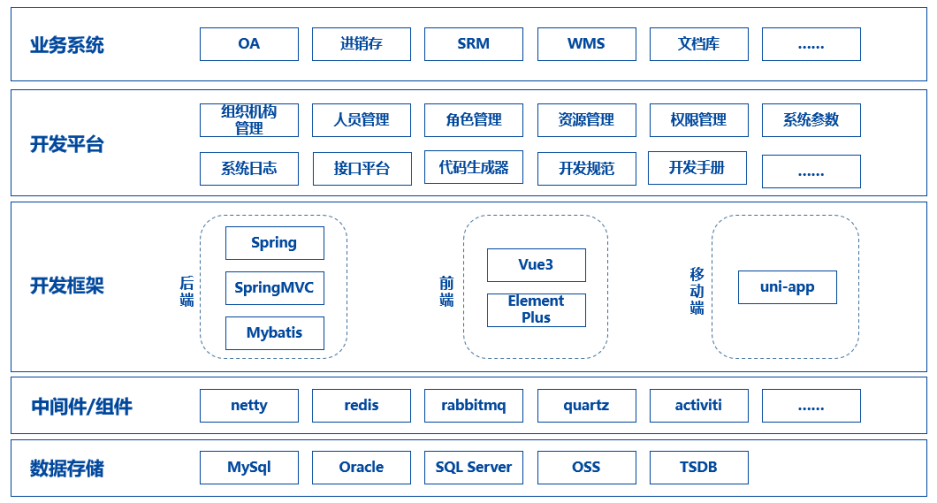 业务系统
OA
进销存
SRM
WMS
文档库
......
开发平台
组织机构
管理
人员管理
角色管理
资源管理
权限管理
系统参数
系统日志
接口平台
代码生成器
开发规范
开发手册
......
开发框架
后端
Spring
SpringMVC
Mybatis
前端
Vue3
Element
Plus
移动端
uni-app
中间件/组件
netty
redis
rabbitmq
quartz
activiti
......
数据存储
MySql
Oracle
SQL Server
OSS
TSDB